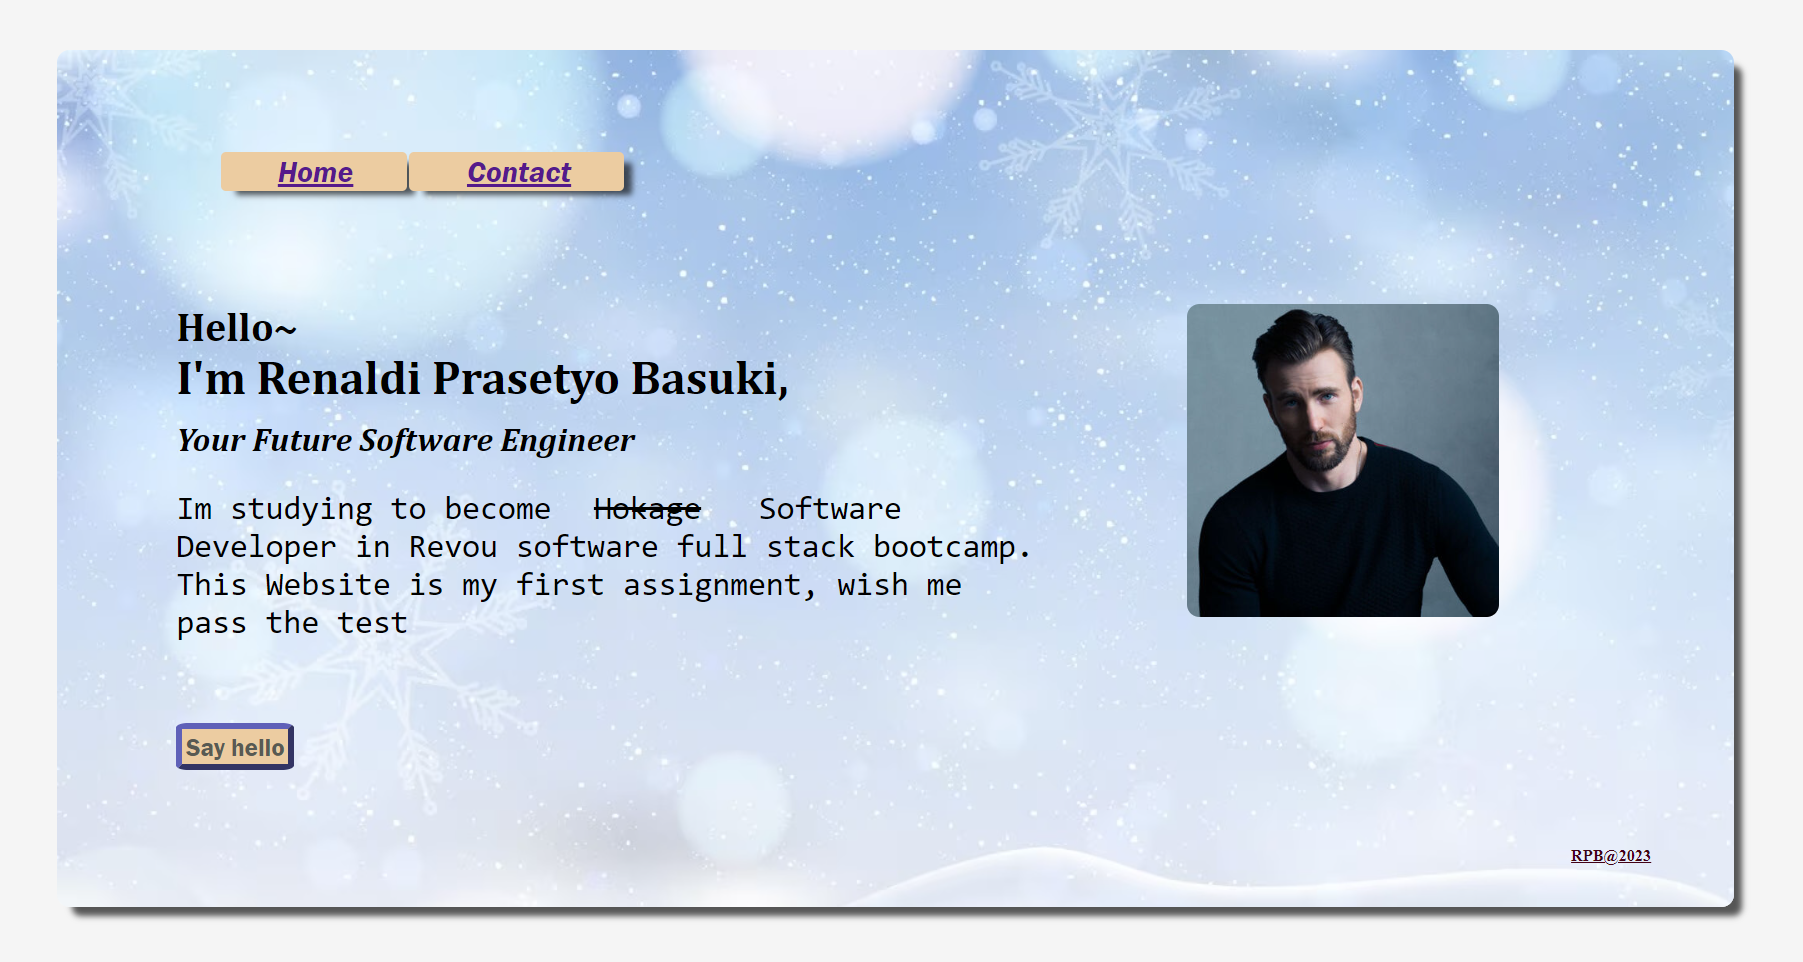 Home Contact
Hello~
I'm Renaldi Prasetyo Basuki,
Your Future Software Engineer
Im studying to become Hokage Software
Developer in Revou software full stack bootcamp.
This Website is my first assignment, wish me
pass the test
Say hello
RPB@2023